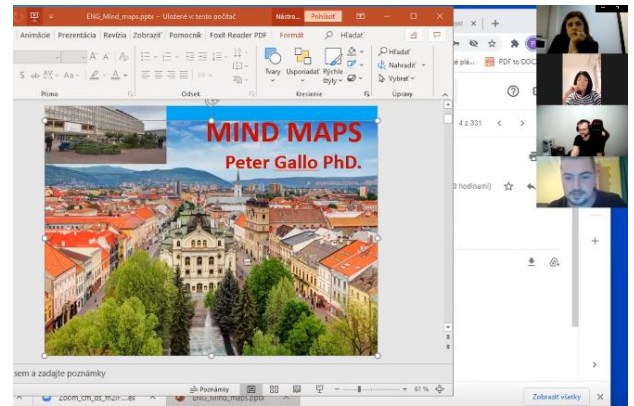 ENG_Mind_maps.pptx - Uložené v: tento počítač
Nástro...
Prihlásiť
Animácie Prezentácia Revízia Zobraziť Pomocník Foxit Reader PDF Formát Hľadať
Tvary Usporiadať Rýchle štýly
Hľadať
Nahradiť
Vybrať
Písmo Odsek Kreslenie Úpravy
PDF to DOC
4 z 331
hodinami)
MIND MAPS
Peter Gallo PhD.
sem a zadajte poznámky
Poznámky
61 %
ENG_Mind_maps.pptx
Zobraziť všetky